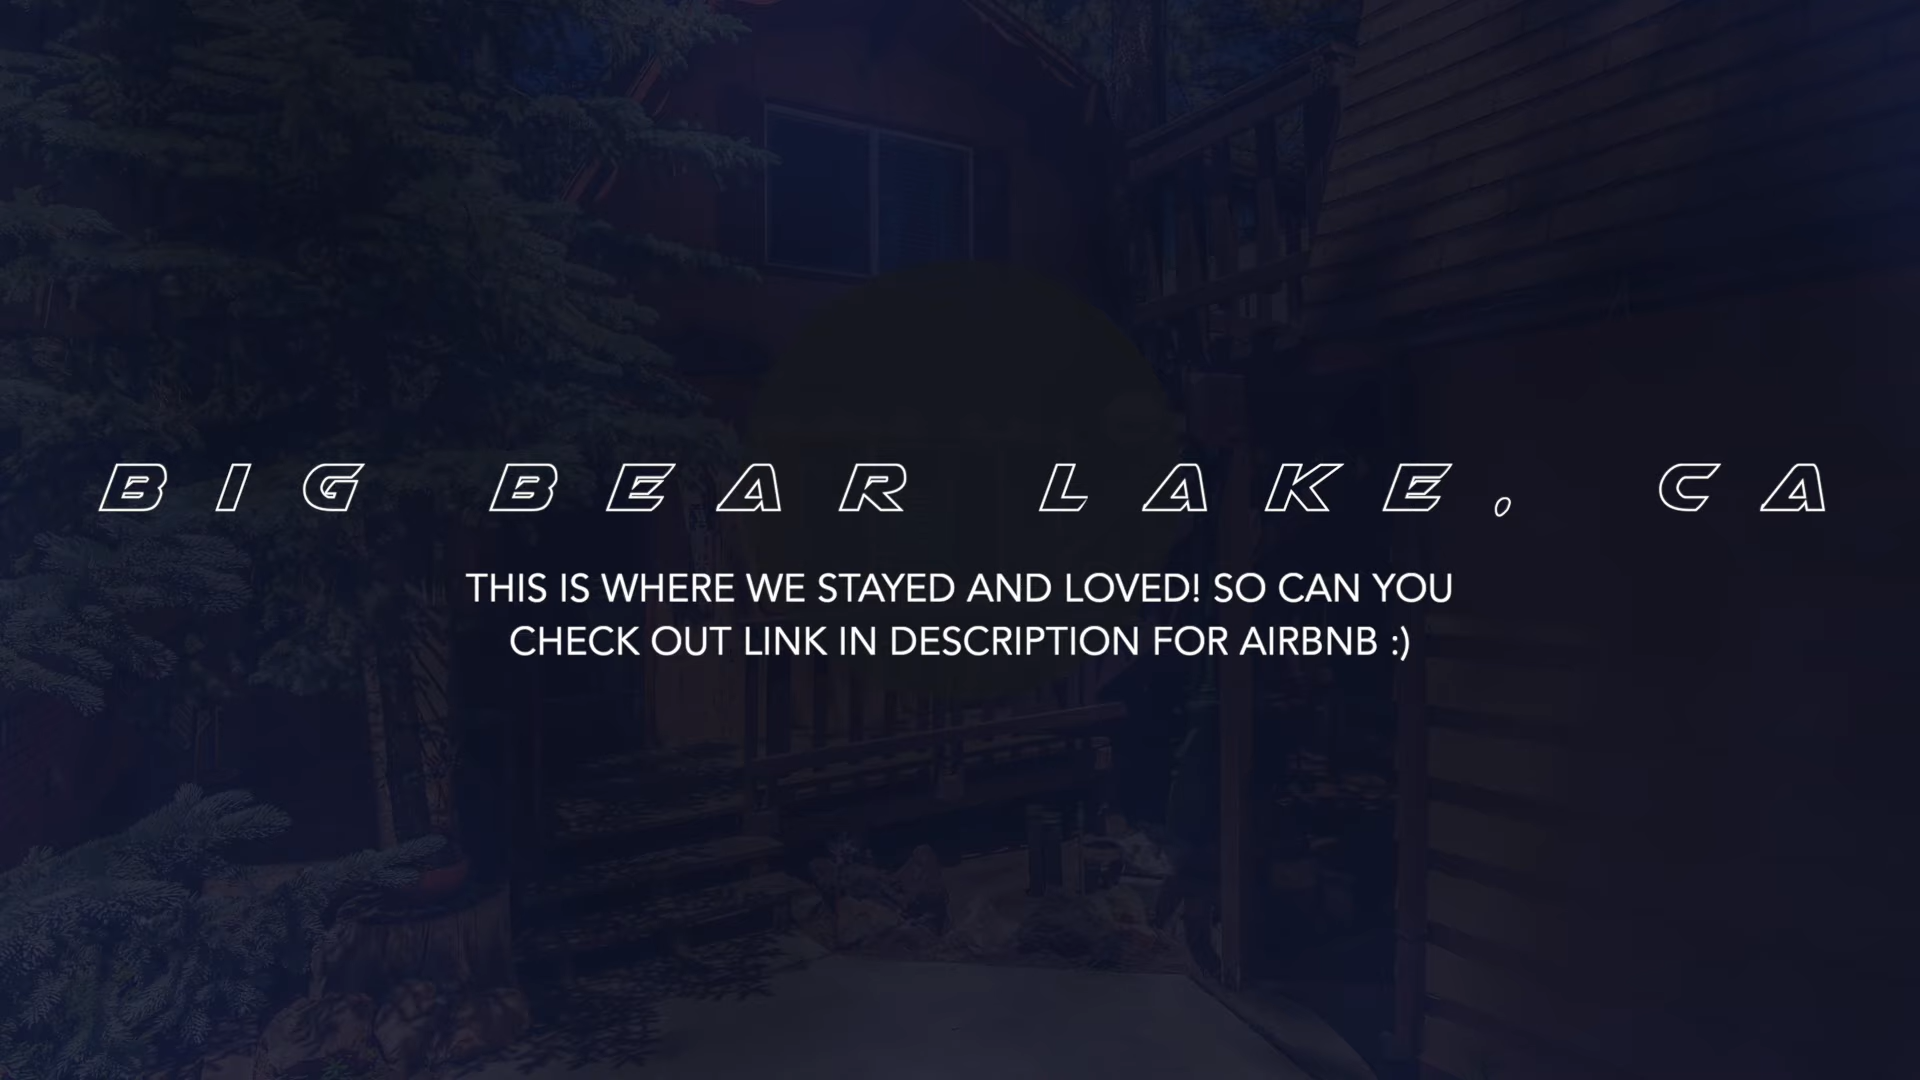 BIG BEAR LAKE, CA
THIS IS WHERE WE STAYED AND LOVED! SO CAN YOU
CHECK OUT LINK IN DESCRIPTION FOR AIRBNB :)